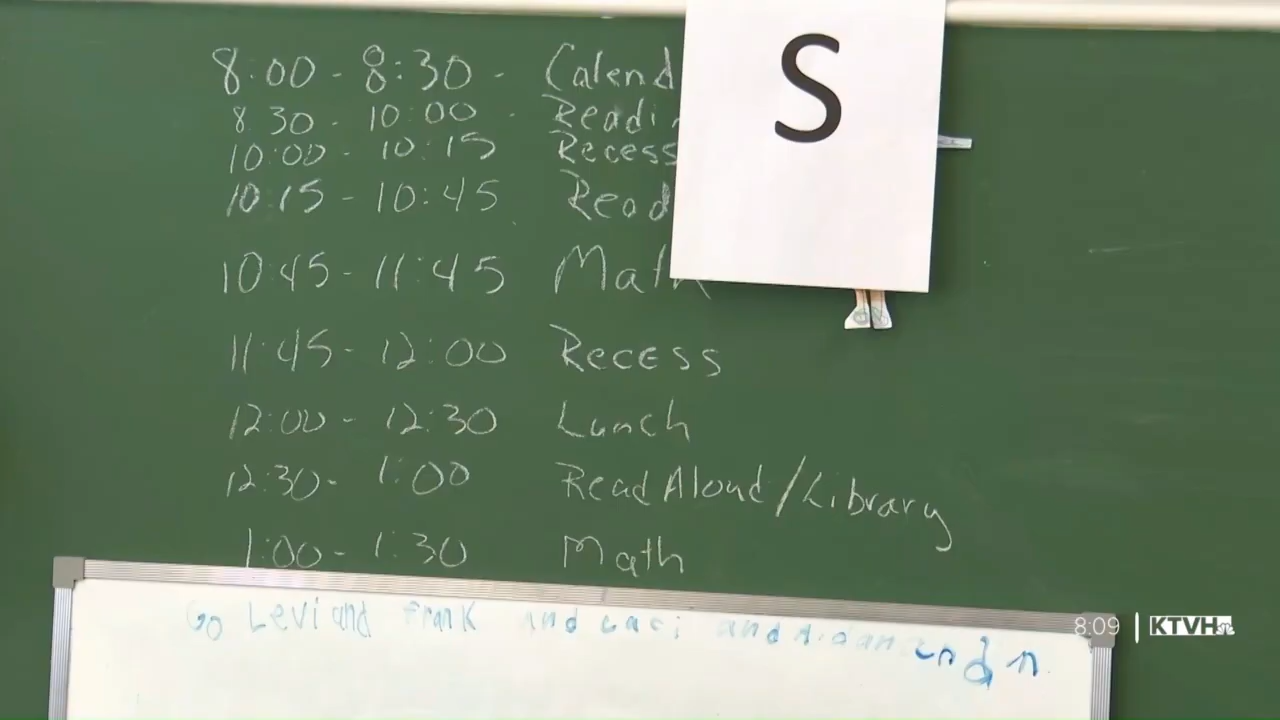 8:00 - 8:30 - Calend
8:30 - 10:00 - Readi
10:00 - 10:15 Recess
10:15 - 10:45 Read
10:45 - 11:45 Math
11:45 - 12:00 Recess
12:00 - 12:30 Lunch
12:30 - 1:00 Read Aloud/Library
1:00 - 1:30 Math
S
Go Levi and frank and and
8:09 | KTVH